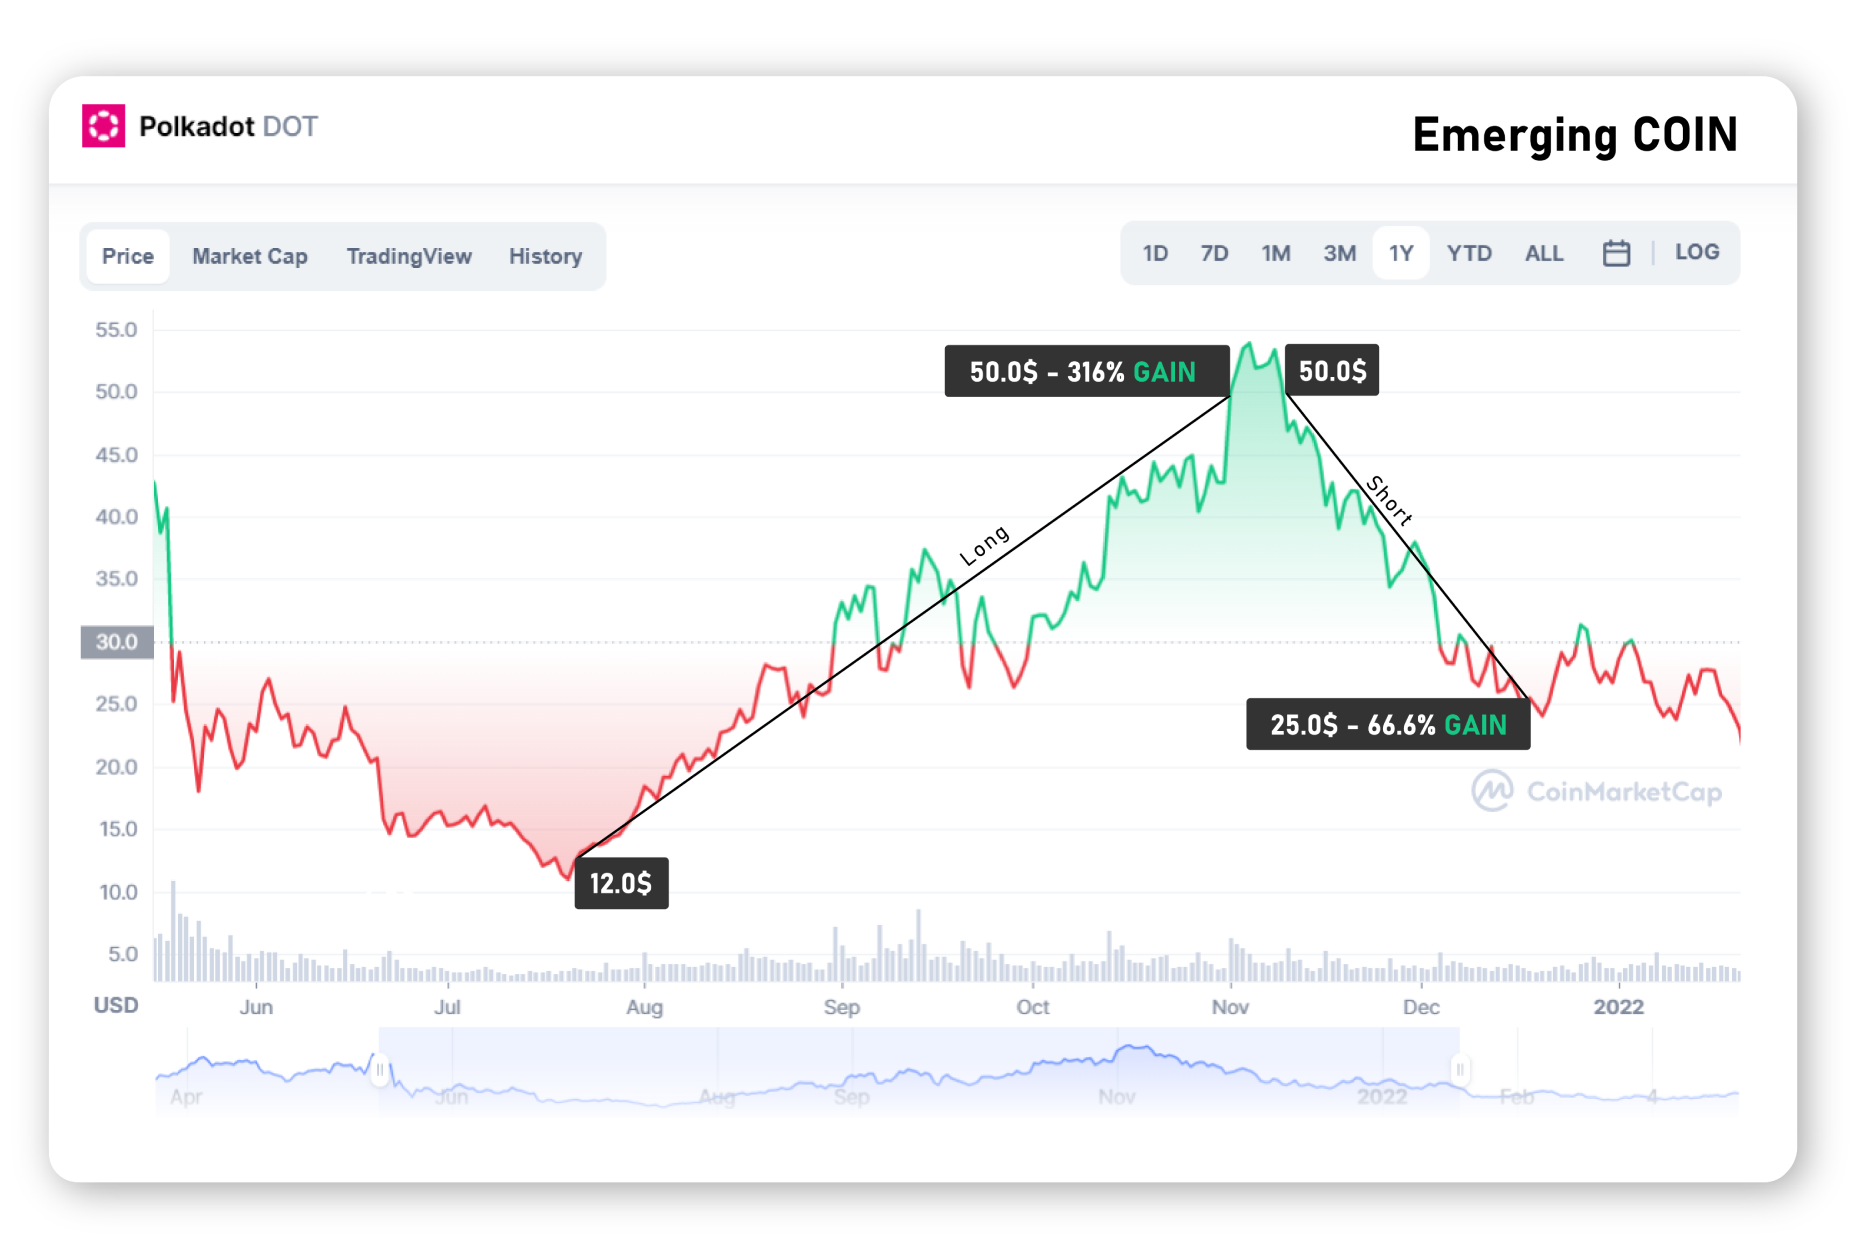 Polkadot DOT
Emerging COIN
Price Market Cap TradingView History
1D 7D 1M 3M 1Y YTD ALL LOG
55.0
50.0
45.0
40.0
35.0
30.0
25.0
20.0
15.0
10.0
5.0
50.0$ - 316% GAIN
50.0$
Long
Short
25.0$ - 66.6% GAIN
12.0$
CoinMarketCap
USD Jun Jul Aug Sep Oct Nov Dec 2022
Apr Jun Aug Sep Nov 2022 Feb 4